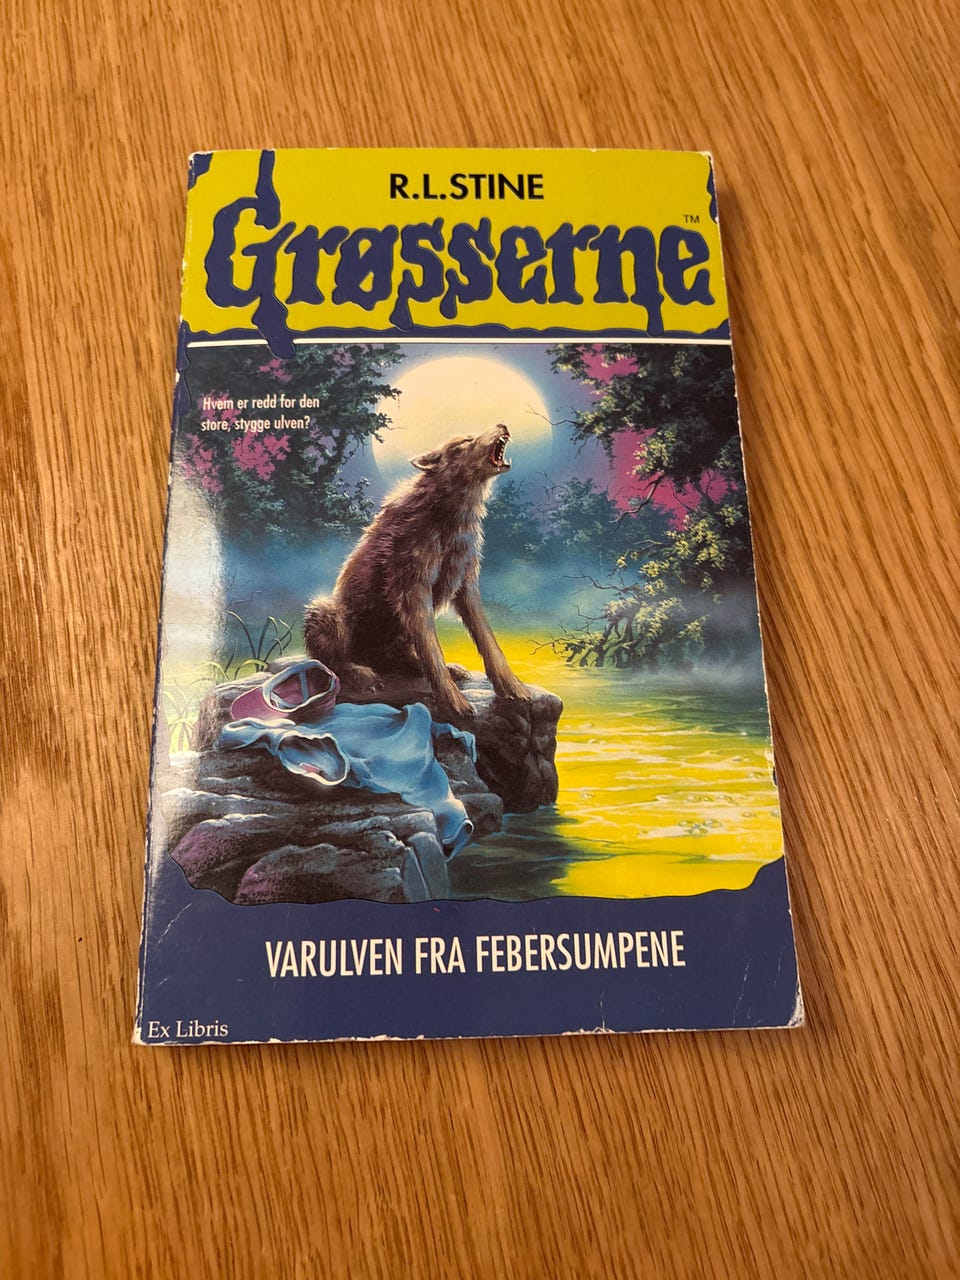 R.L.STINE
Grøsserne
TM
Hvem er redd for den
store, stygge ulven?
VARULVEN FRA FEBERSUMPENE
Ex Libris